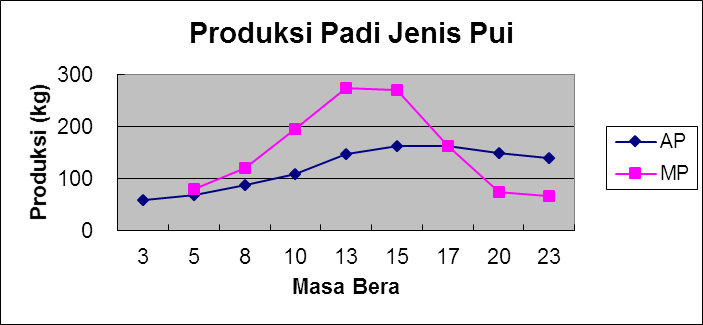 Produksi Padi Jenis Pui
Produksi (kg)
300
200
100
0
3 5 8 10 13 15 17 20 23
Masa Bera
AP
MP